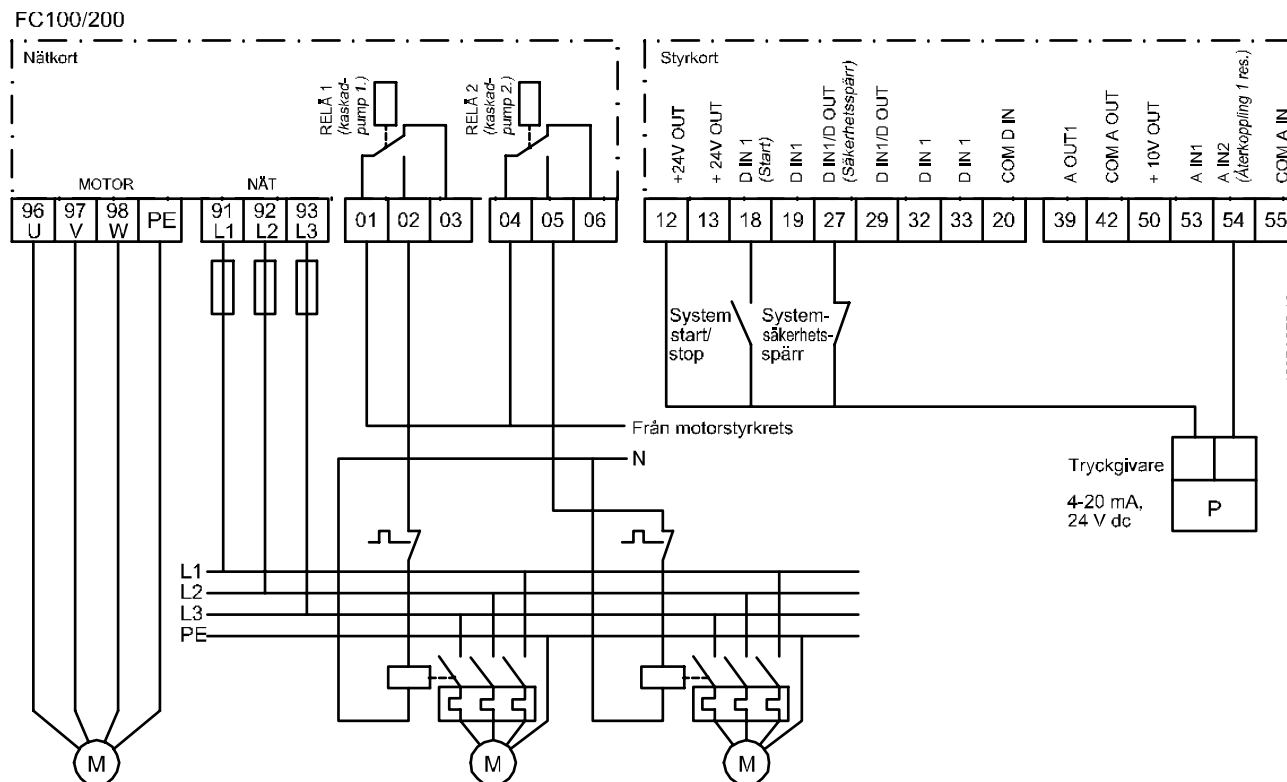 FC100/200
Nätkort
RELÄ 1
(kaskad-
pump 1.)
RELÄ 2
(kaskad-
pump 2.)
MOTOR
NÄT
96 97 98 PE
U V W
91 92 93
L1 L2 L3
01 02 03
04 05 06
Styrkort
+24V OUT
+ 24V OUT
D IN 1
(Start)
D IN1
D IN1/D OUT
(Säkerhetsspärr)
D IN1/D OUT
D IN 1
D IN 1
COM D IN
A OUT1
COM A OUT
+ 10V OUT
A IN1
A IN2
(Återkoppling 1 res.)
COM A IN
12 13 18 19 27 29 32 33 20
39 42 50 53 54 55
System
start/
stop
System-
säkerhets-
spärr
Från motorstyrkrets
N
Tryckgivare
4-20 mA,
24 V dc
P
L1
L2
L3
PE
M
M
M